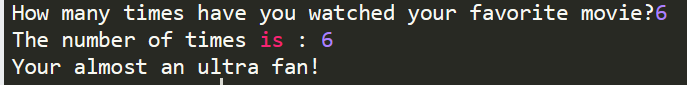 How many times have you watched your favorite movie?6
The number of times is : 6
Your almost an ultra fan!